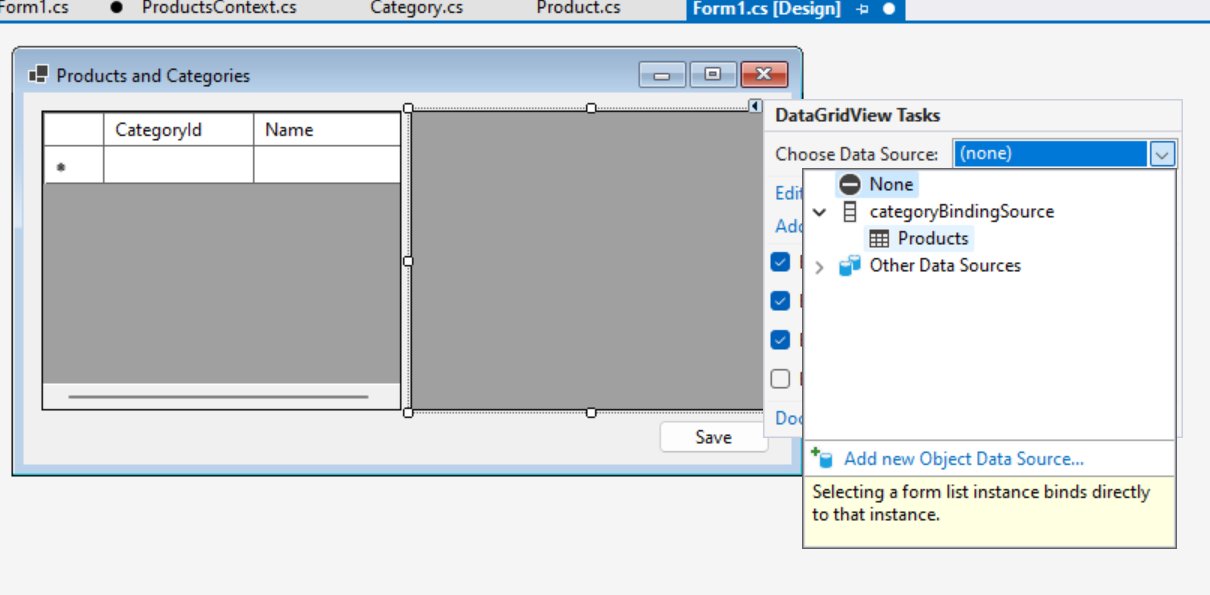 Form1.cs ProductsContext.cs Category.cs Product.cs Form1.cs [Design]
Products and Categories
CategoryId Name
DataGridView Tasks
Choose Data Source: (none)
None
Edit
categoryBindingSource
Products
Other Data Sources
Add new Object Data Source...
Selecting a form list instance binds directly
to that instance.
Save